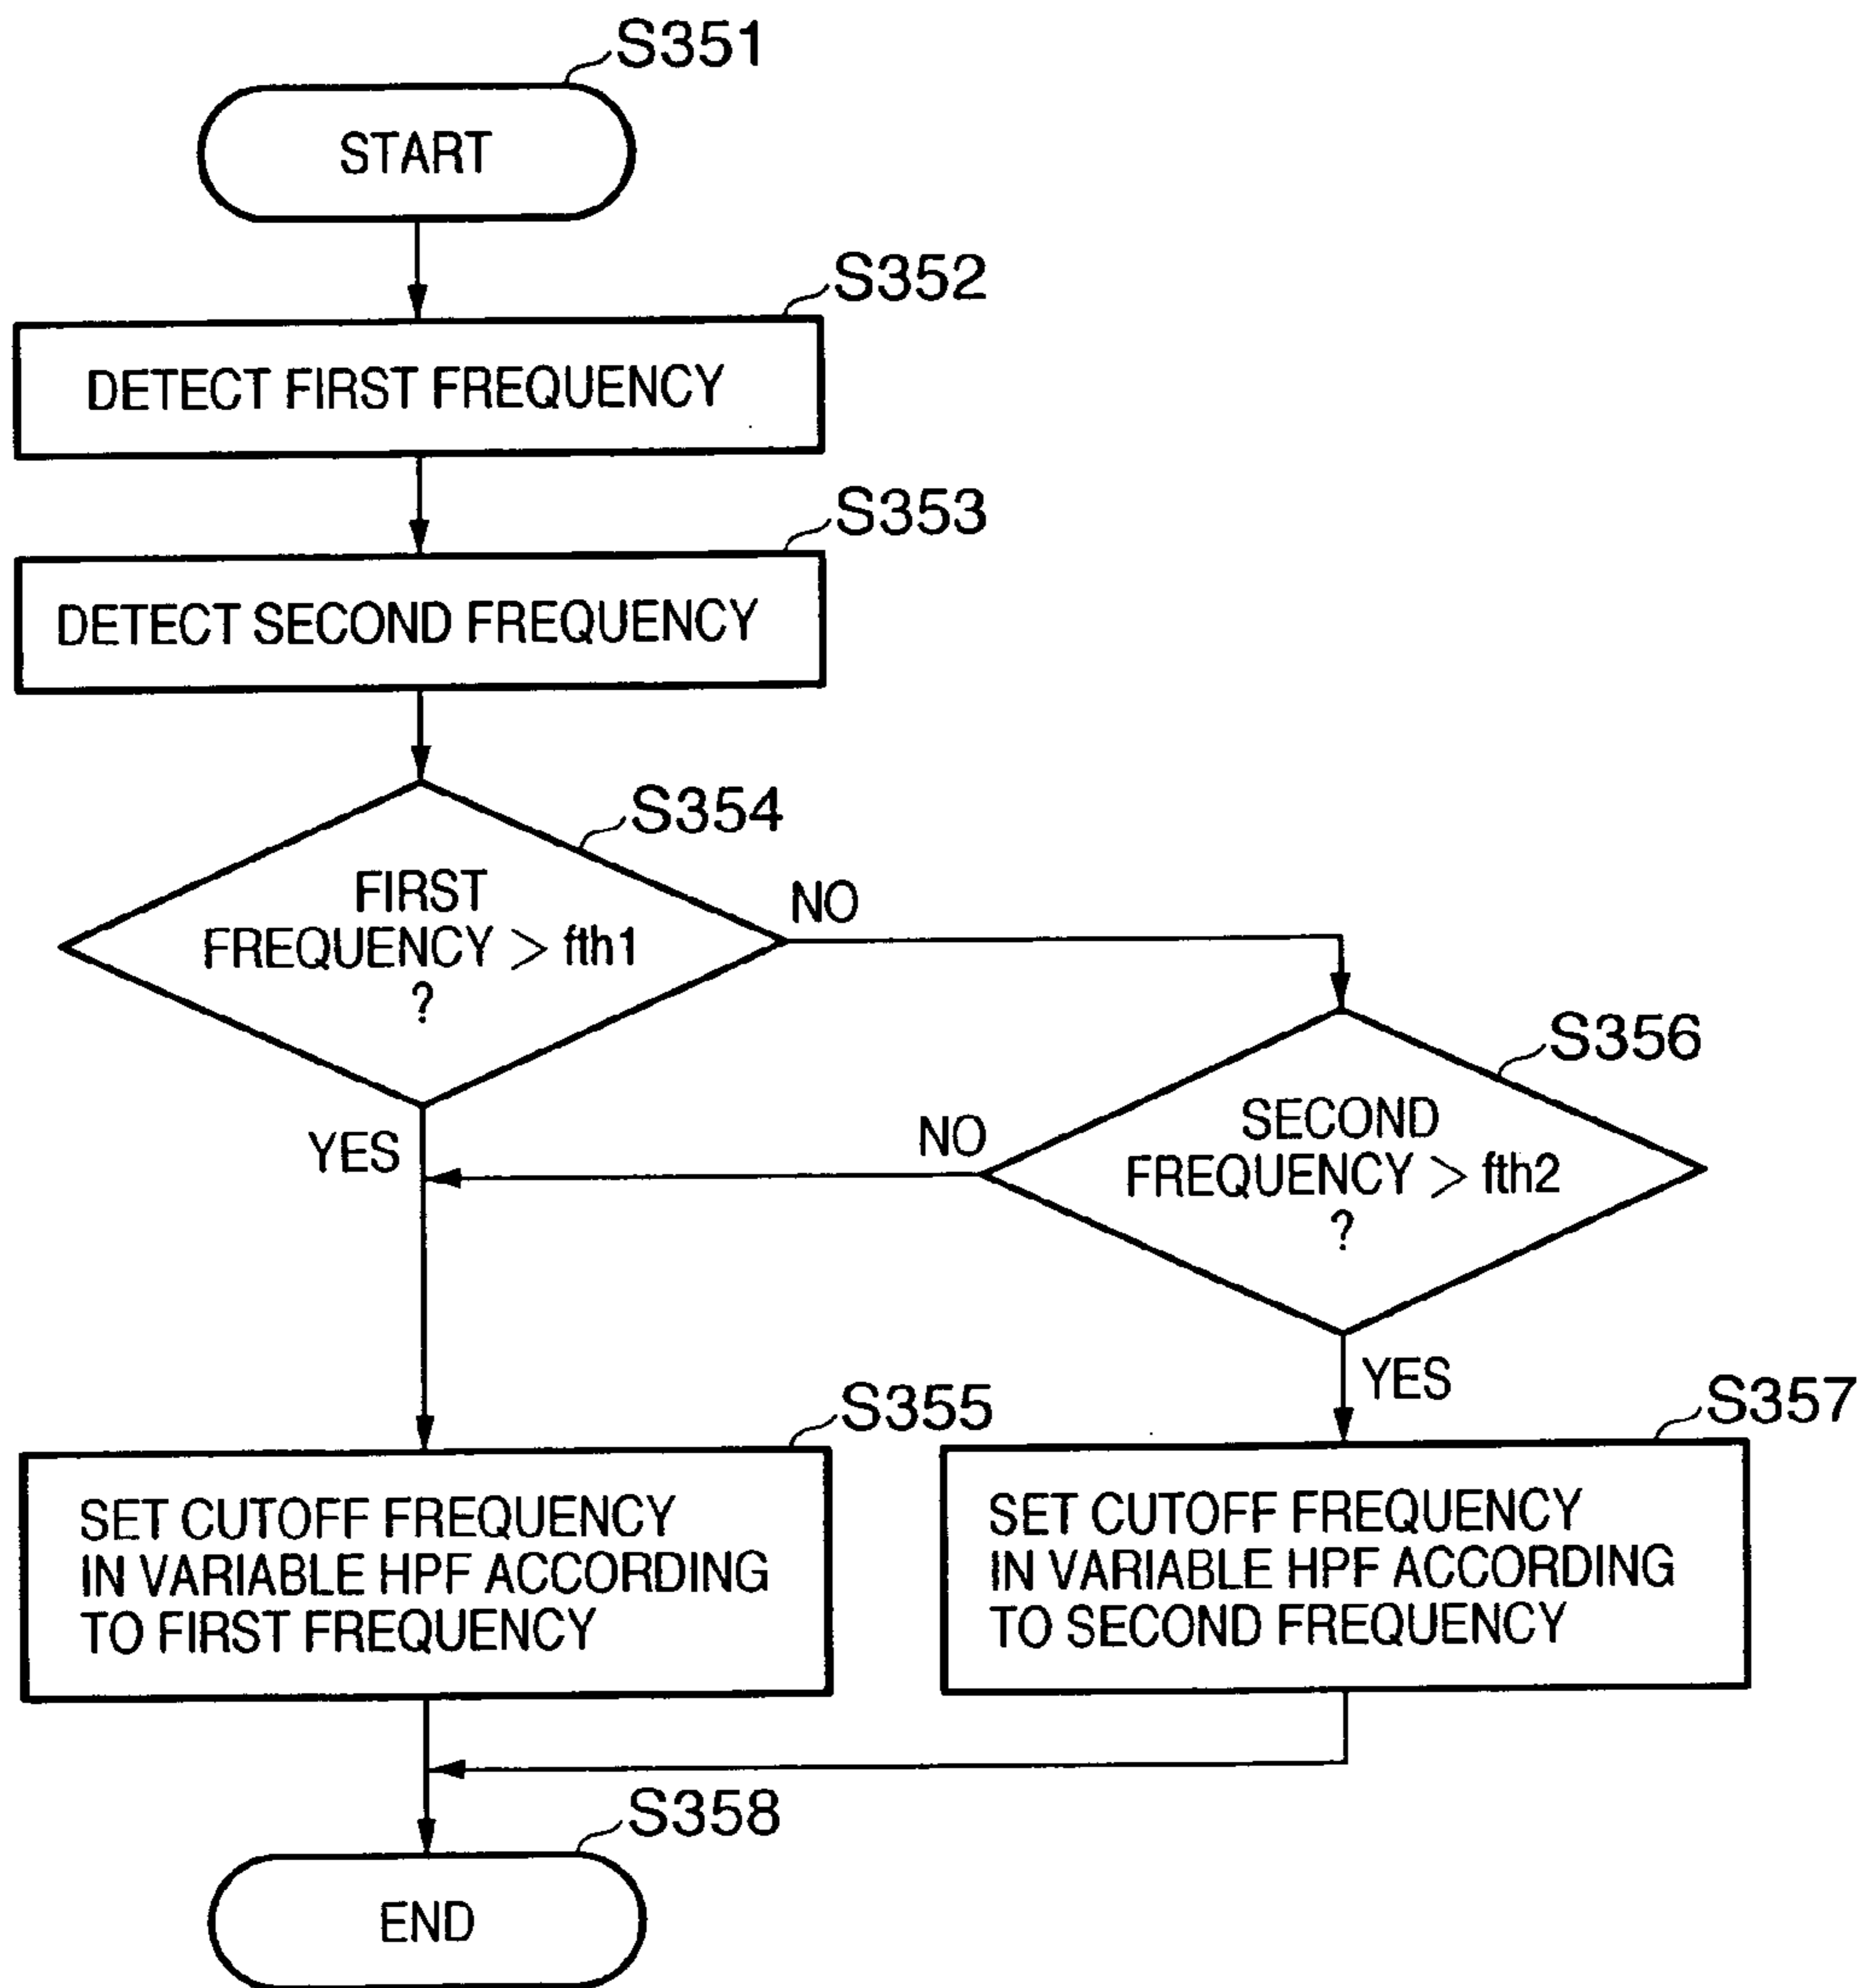 S351
START
S352
DETECT FIRST FREQUENCY
S353
DETECT SECOND FREQUENCY
S354
FIRST
FREQUENCY > fth1
?
NO
YES
S356
SECOND
FREQUENCY > fth2
?
NO
YES
S355
SET CUTOFF FREQUENCY
IN VARIABLE HPF ACCORDING
TO FIRST FREQUENCY
S357
SET CUTOFF FREQUENCY
IN VARIABLE HPF ACCORDING
TO SECOND FREQUENCY
S358
END